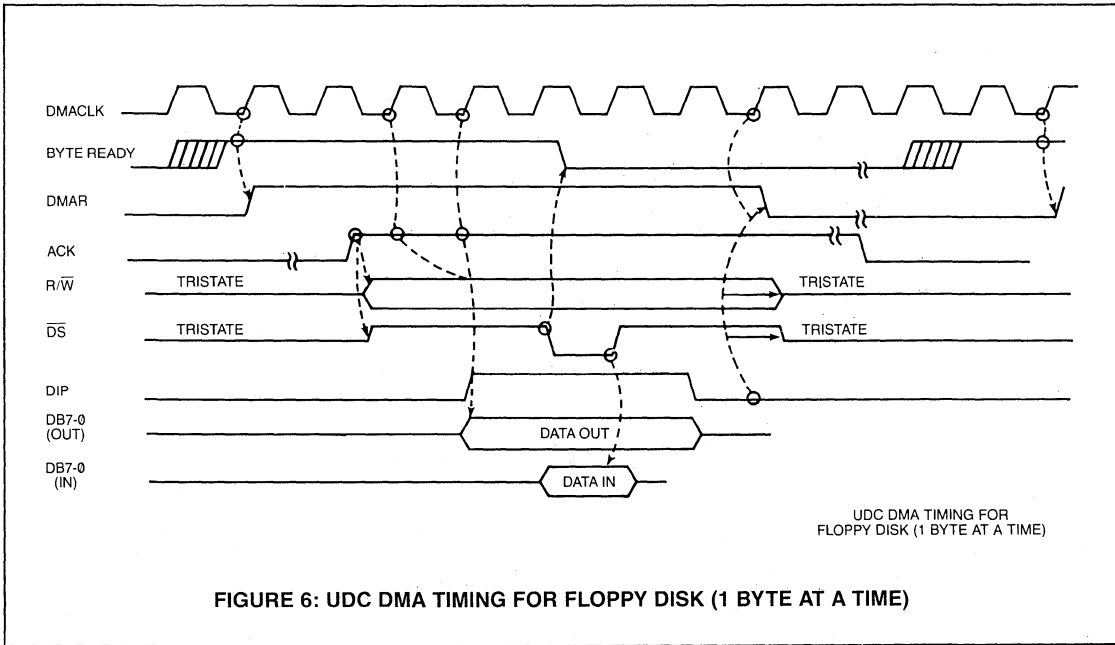 DMACLK
BYTE READY
DMAR
ACK
R/W̅ TRISTATE TRISTATE
D̅S̅ TRISTATE TRISTATE
DIP
DB7-0
(OUT) DATA OUT
DB7-0
(IN) DATA IN
UDC DMA TIMING FOR
FLOPPY DISK (1 BYTE AT A TIME)
FIGURE 6: UDC DMA TIMING FOR FLOPPY DISK (1 BYTE AT A TIME)